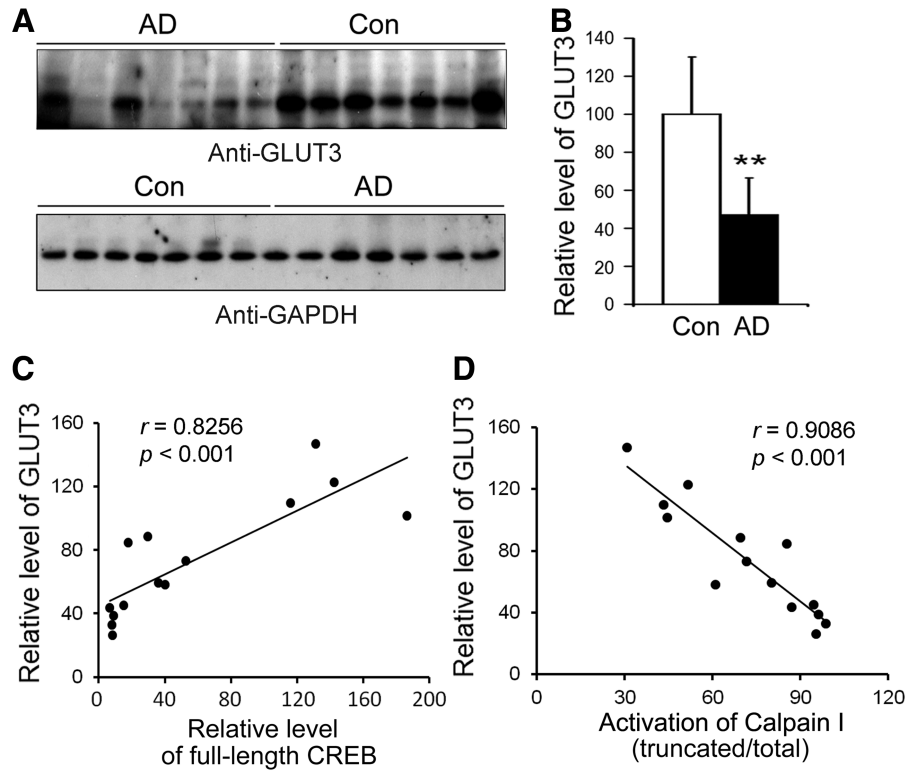 A
AD Con
Anti-GLUT3
Con AD
Anti-GAPDH
B
Relative level of GLUT3
140
120
100
80
60
40
20
0
**
Con AD
C
Relative level of GLUT3
160
120
80
40
0
r = 0.8256
p < 0.001
0 40 80 120 160 200
Relative level
of full-length CREB
D
Relative level of GLUT3
160
120
80
40
0
r = 0.9086
p < 0.001
0 30 60 90 120
Activation of Calpain I
(truncated/total)